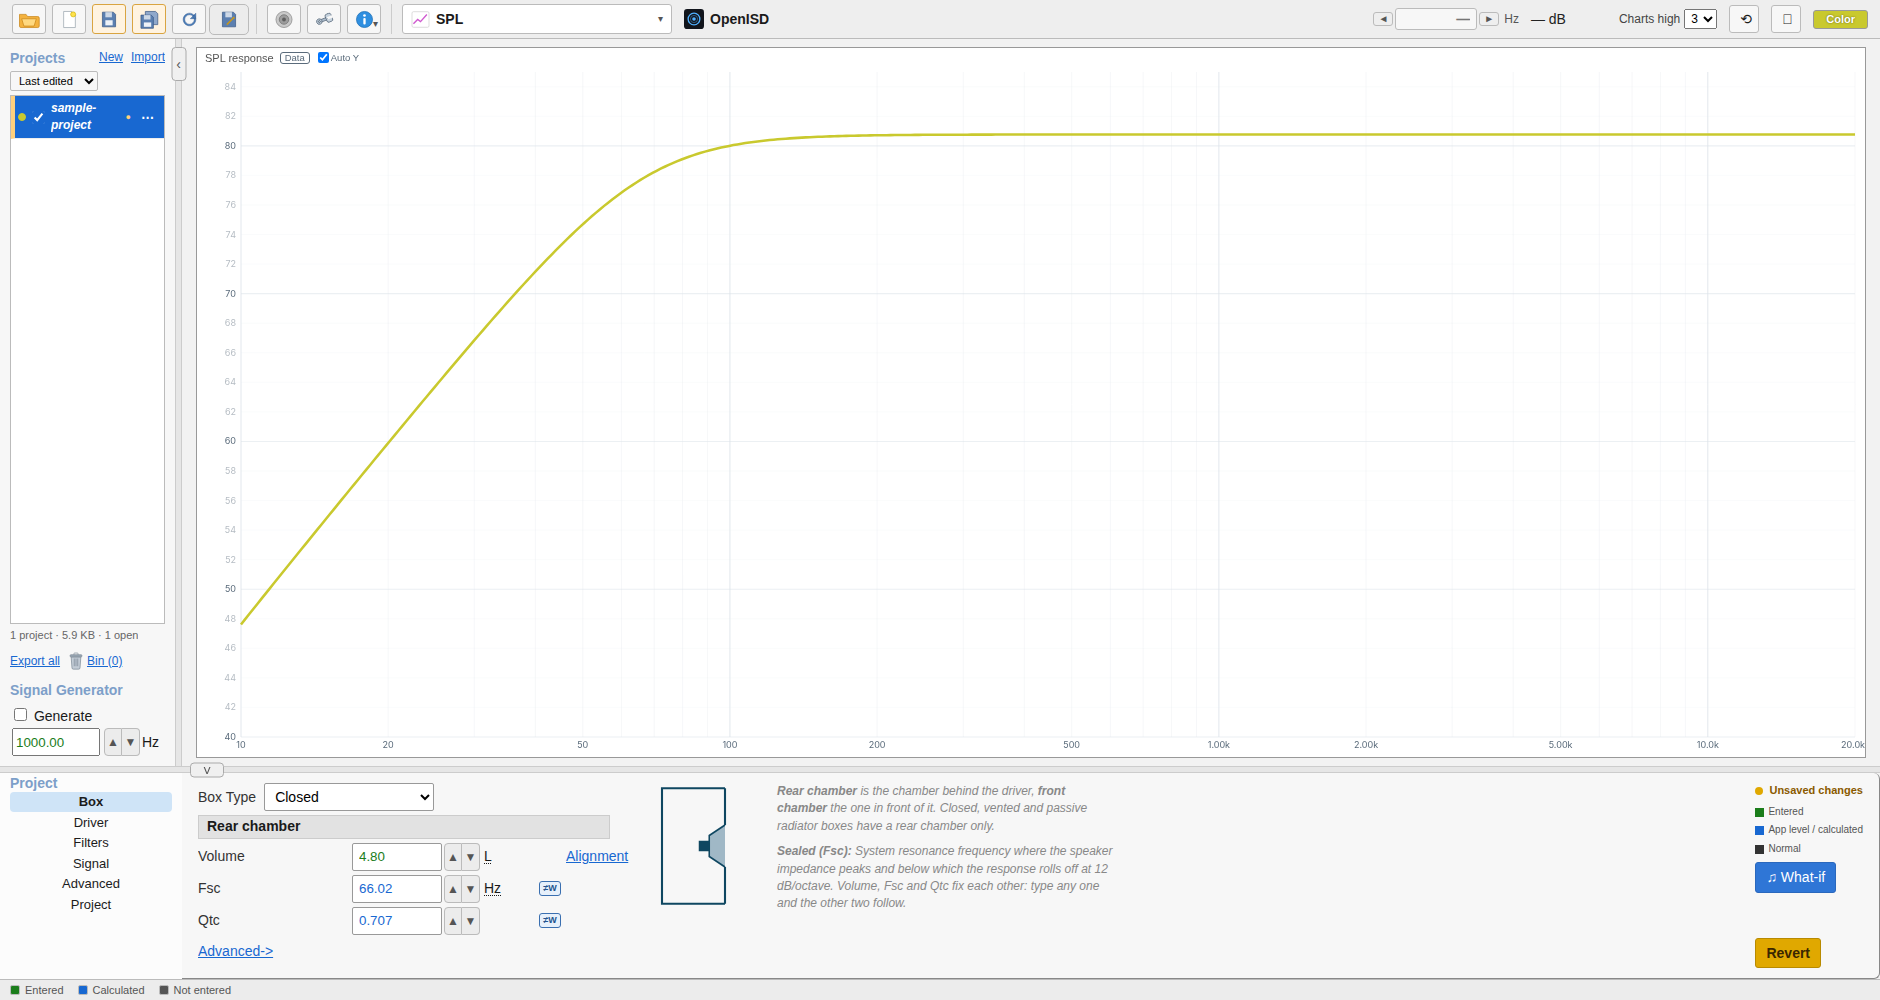 SPL
OpenISD
— Hz — dB
Charts high 3
Color
Projects New Import
Last edited
sample-
project
1 project · 5.9 KB · 1 open
Export all Bin (0)
Signal Generator
Generate
1000.00 Hz
SPL response Data Auto Y
84
82
80
78
76
74
72
70
68
66
64
62
60
58
56
54
52
50
48
46
44
42
40
10 20 50 100 200 500 1.00k 2.00k 5.00k 10.0k 20.0k
V
Project
Box
Driver
Filters
Signal
Advanced
Project
Box Type Closed
Rear chamber
Volume 4.80 L Alignment
Fsc 66.02 Hz ≠W
Qtc 0.707 ≠W
Advanced->
Rear chamber is the chamber behind the driver, front
chamber the one in front of it. Closed, vented and passive
radiator boxes have a rear chamber only.
Sealed (Fsc): System resonance frequency where the speaker
impedance peaks and below which the response rolls off at 12
dB/octave. Volume, Fsc and Qtc fix each other: type any one
and the other two follow.
Unsaved changes
Entered
App level / calculated
Normal
♫ What-if
Revert
Entered Calculated Not entered